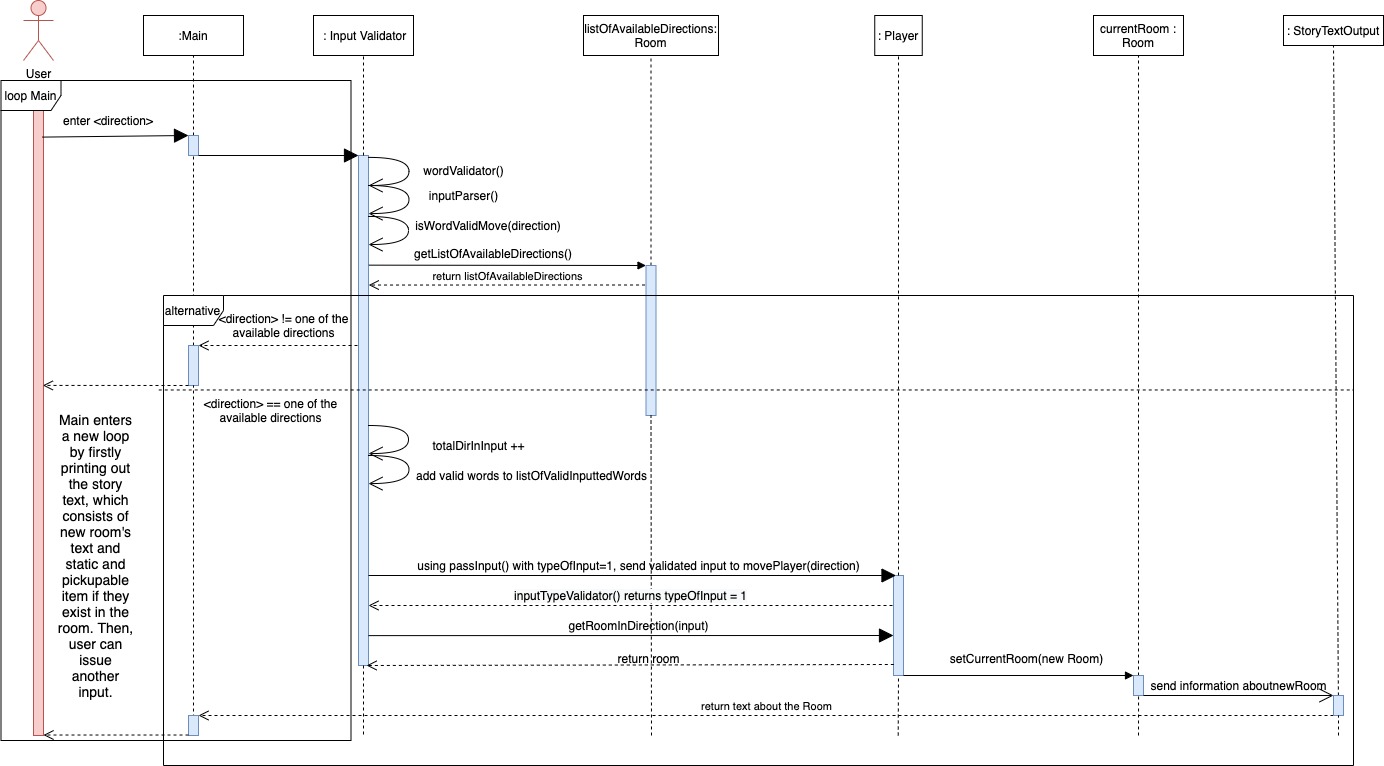 User
:Main
: Input Validator
listOfAvailableDirections:
Room
: Player
currentRoom :
Room
: StoryTextOutput
loop Main
enter <direction>
wordValidator()
inputParser()
isWordValidMove(direction)
getListOfAvailableDirections()
return listOfAvailableDirections
alternative
<direction> != one of the
available directions
<direction> == one of the
available directions
Main enters
a new loop
by firstly
printing out
the story
text, which
consists of
new room's
text and
static and
pickupable
item if they
exist in the
room. Then,
user can
issue
another
input.
totalDirInInput ++
add valid words to listOfValidInputtedWords
using passInput() with typeOfInput=1, send validated input to movePlayer(direction)
inputTypeValidator() returns typeOfInput = 1
getRoomInDirection(input)
return room
setCurrentRoom(new Room)
send information aboutnewRoom
return text about the Room